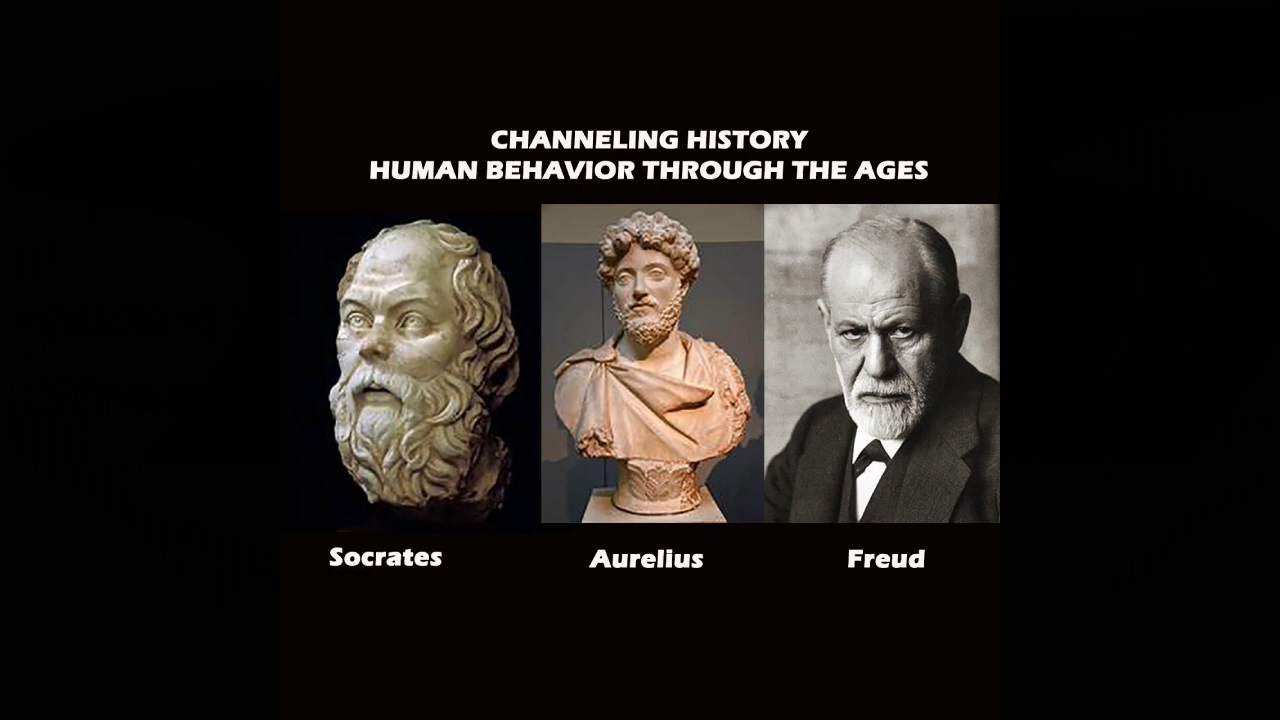 CHANNELING HISTORY
HUMAN BEHAVIOR THROUGH THE AGES
Socrates
Aurelius
Freud